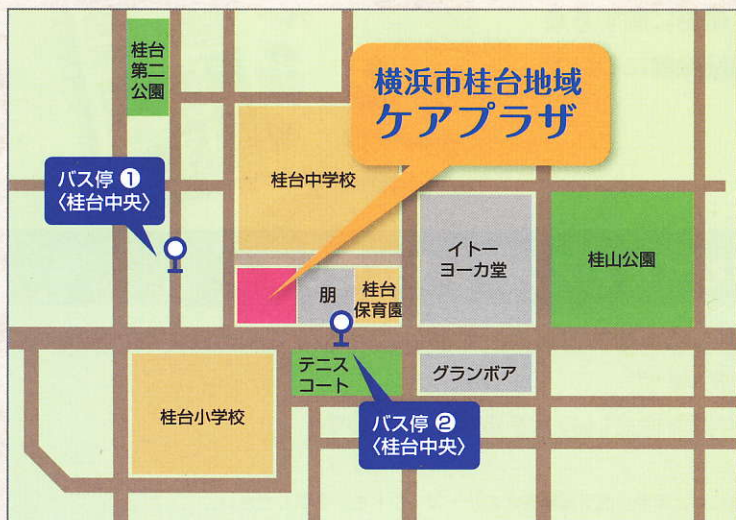 桂台
第二
公園
横浜市桂台地域
ケアプラザ
バス停 ❶
〈桂台中央〉
桂台中学校
イトー
ヨーカ堂
桂山公園
朋
桂台
保育園
テニス
コート
グランボア
桂台小学校
バス停 ❷
〈桂台中央〉